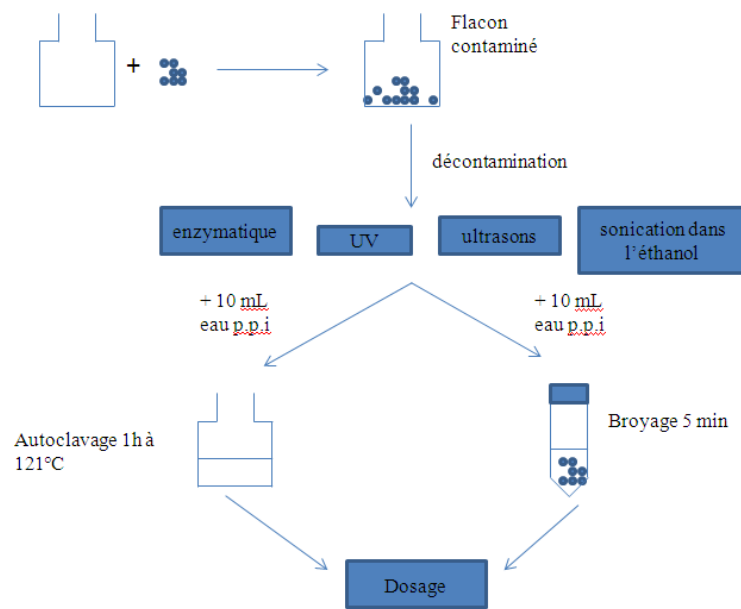 +
Flacon
contaminé
décontamination
enzymatique
UV
ultrasons
sonication dans
l'éthanol
+ 10 mL
eau p.p.i
+ 10 mL
eau p.p.i
Autoclavage 1h à
121°C
Broyage 5 min
Dosage